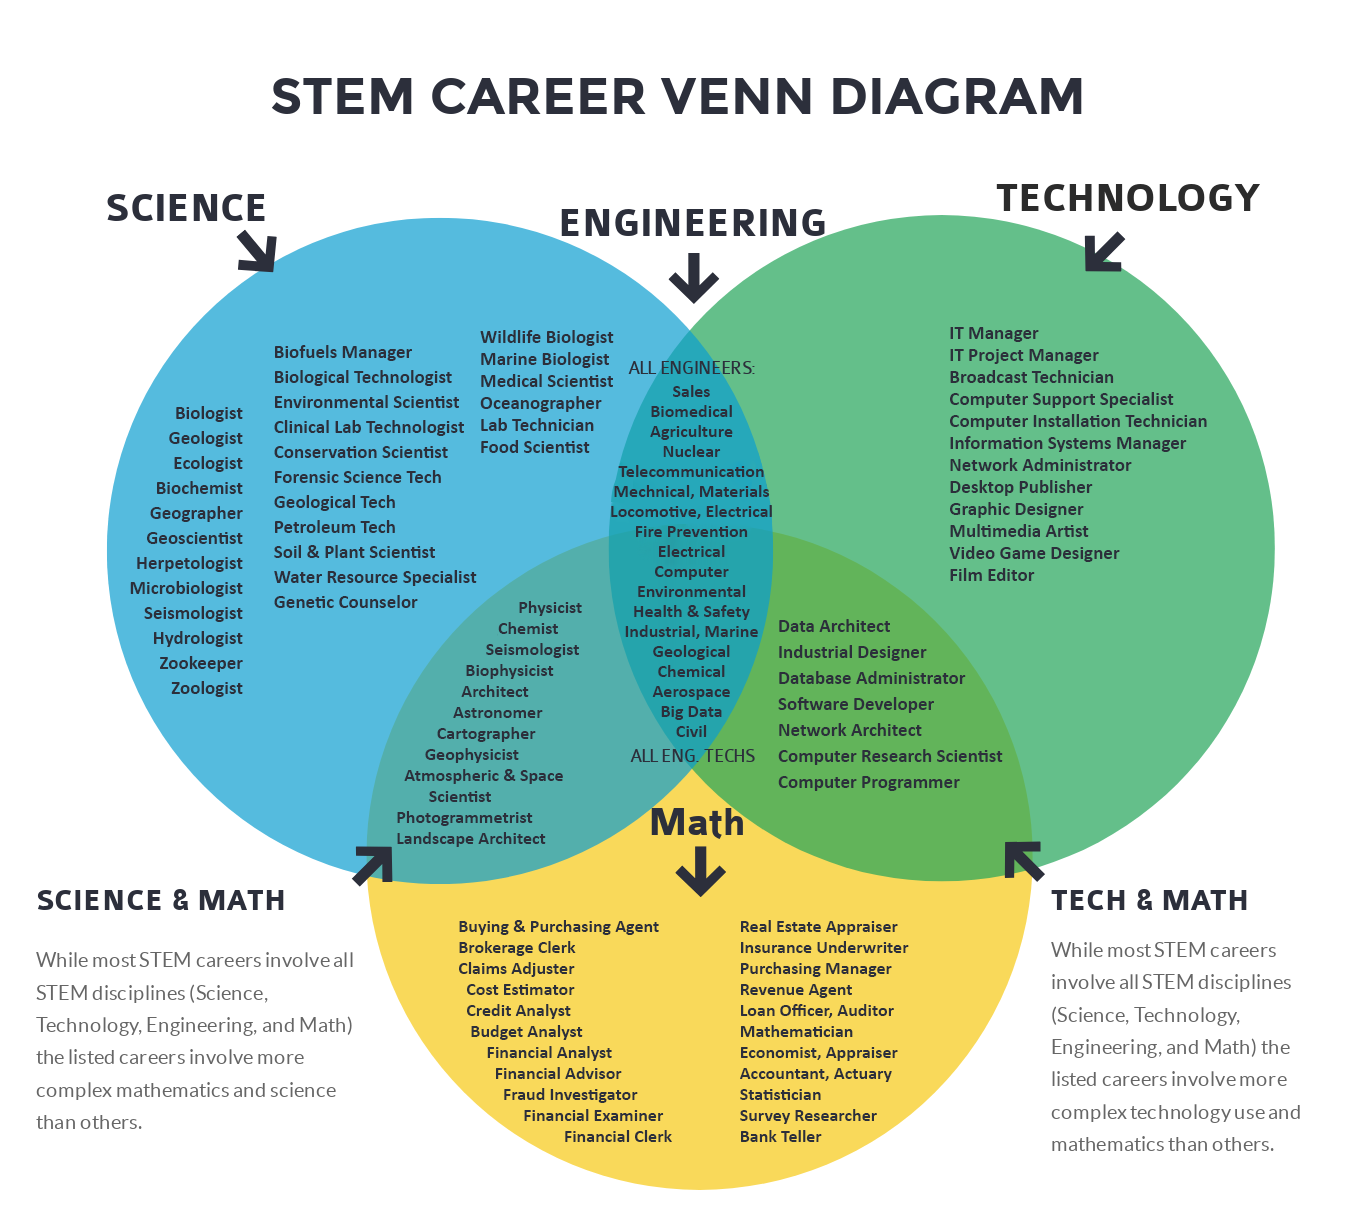 STEM CAREER VENN DIAGRAM
SCIENCE
ENGINEERING
TECHNOLOGY
Biologist
Geologist
Ecologist
Biochemist
Geographer
Geoscientist
Herpetologist
Microbiologist
Seismologist
Hydrologist
Zookeeper
Zoologist
Biofuels Manager
Biological Technologist
Environmental Scientist
Clinical Lab Technologist
Conservation Scientist
Forensic Science Tech
Geological Tech
Petroleum Tech
Soil & Plant Scientist
Water Resource Specialist
Genetic Counselor
Wildlife Biologist
Marine Biologist
Medical Scientist
Oceanographer
Lab Technician
Food Scientist
ALL ENGINEERS:
Sales
Biomedical
Agriculture
Nuclear
Telecommunication
Mechnical, Materials
Locomotive, Electrical
Fire Prevention
Electrical
Computer
Environmental
Health & Safety
Industrial, Marine
Geological
Chemical
Aerospace
Big Data
Civil
ALL ENG. TECHS
IT Manager
IT Project Manager
Broadcast Technician
Computer Support Specialist
Computer Installation Technician
Information Systems Manager
Network Administrator
Desktop Publisher
Graphic Designer
Multimedia Artist
Video Game Designer
Film Editor
Physicist
Chemist
Seismologist
Biophysicist
Architect
Astronomer
Cartographer
Geophysicist
Atmospheric & Space
Scientist
Photogrammetrist
Landscape Architect
Data Architect
Industrial Designer
Database Administrator
Software Developer
Network Architect
Computer Research Scientist
Computer Programmer
Math
Buying & Purchasing Agent
Brokerage Clerk
Claims Adjuster
Cost Estimator
Credit Analyst
Budget Analyst
Financial Analyst
Financial Advisor
Fraud Investigator
Financial Examiner
Financial Clerk
Real Estate Appraiser
Insurance Underwriter
Purchasing Manager
Revenue Agent
Loan Officer, Auditor
Mathematician
Economist, Appraiser
Accountant, Actuary
Statistician
Survey Researcher
Bank Teller
SCIENCE & MATH
While most STEM careers involve all
STEM disciplines (Science,
Technology, Engineering, and Math)
the listed careers involve more
complex mathematics and science
than others.
TECH & MATH
While most STEM careers
involve all STEM disciplines
(Science, Technology,
Engineering, and Math) the
listed careers involve more
complex technology use and
mathematics than others.